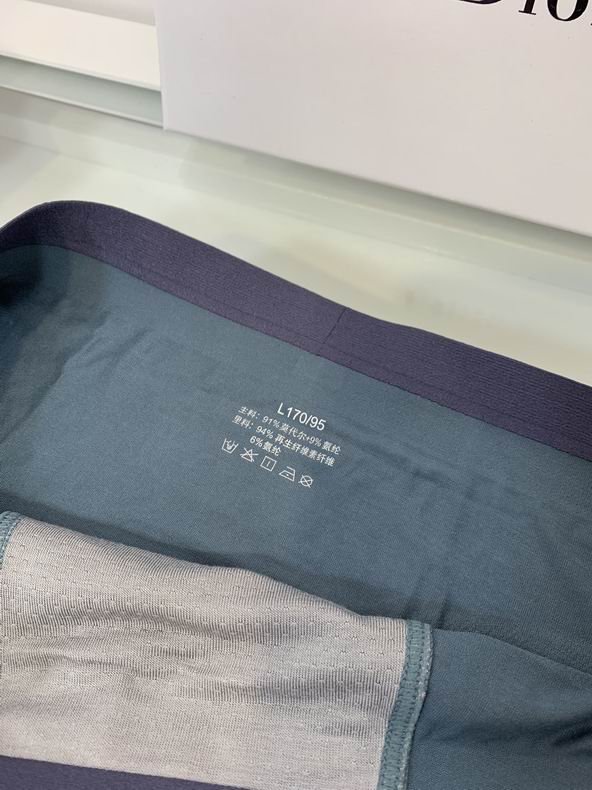 Dior
L170/95
主料：91%莫代尔+9%氨纶
里料：94% 再生纤维素纤维
6%氨纶